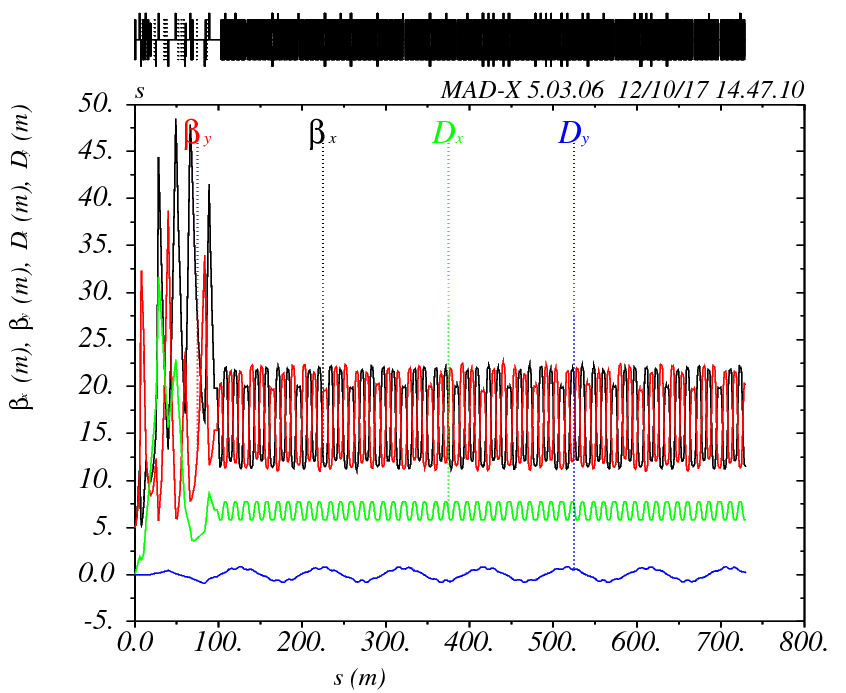 s
MAD-X 5.03.06 12/10/17 14.47.10
50.
45.
40.
35.
30.
25.
20.
15.
10.
5.
0.0
-5.
βx (m), βy (m), Dx (m), Dy (m)
βy
βx
Dx
Dy
0.0 100. 200. 300. 400. 500. 600. 700. 800.
s (m)